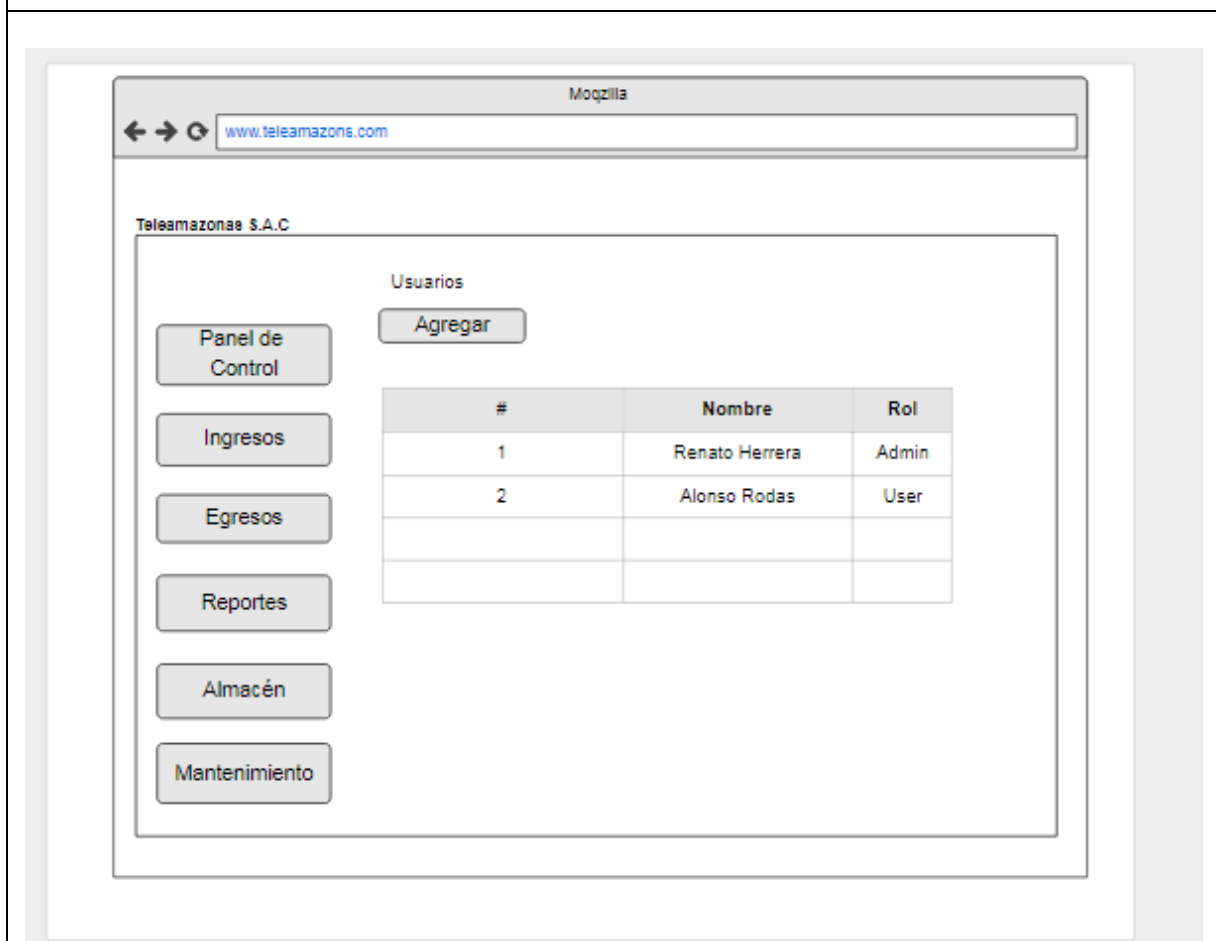 Moqzilla
www.teleamazons.com
Teleamazonas S.A.C
Usuarios
Agregar
Panel de
Control
Ingresos
Egresos
Reportes
Almacén
Mantenimiento
# Nombre Rol
1 Renato Herrera Admin
2 Alonso Rodas User